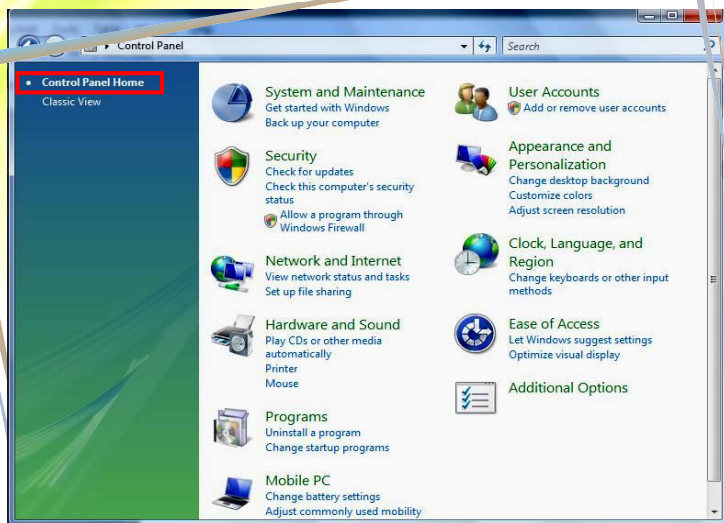 Control Panel
Search
Control Panel Home
Classic View
System and Maintenance
Get started with Windows
Back up your computer
Security
Check for updates
Check this computer's security
status
Allow a program through
Windows Firewall
Network and Internet
View network status and tasks
Set up file sharing
Hardware and Sound
Play CDs or other media
automatically
Printer
Mouse
Programs
Uninstall a program
Change startup programs
Mobile PC
Change battery settings
Adjust commonly used mobility
User Accounts
Add or remove user accounts
Appearance and
Personalization
Change desktop background
Customize colors
Adjust screen resolution
Clock, Language, and
Region
Change keyboards or other input
methods
Ease of Access
Let Windows suggest settings
Optimize visual display
Additional Options